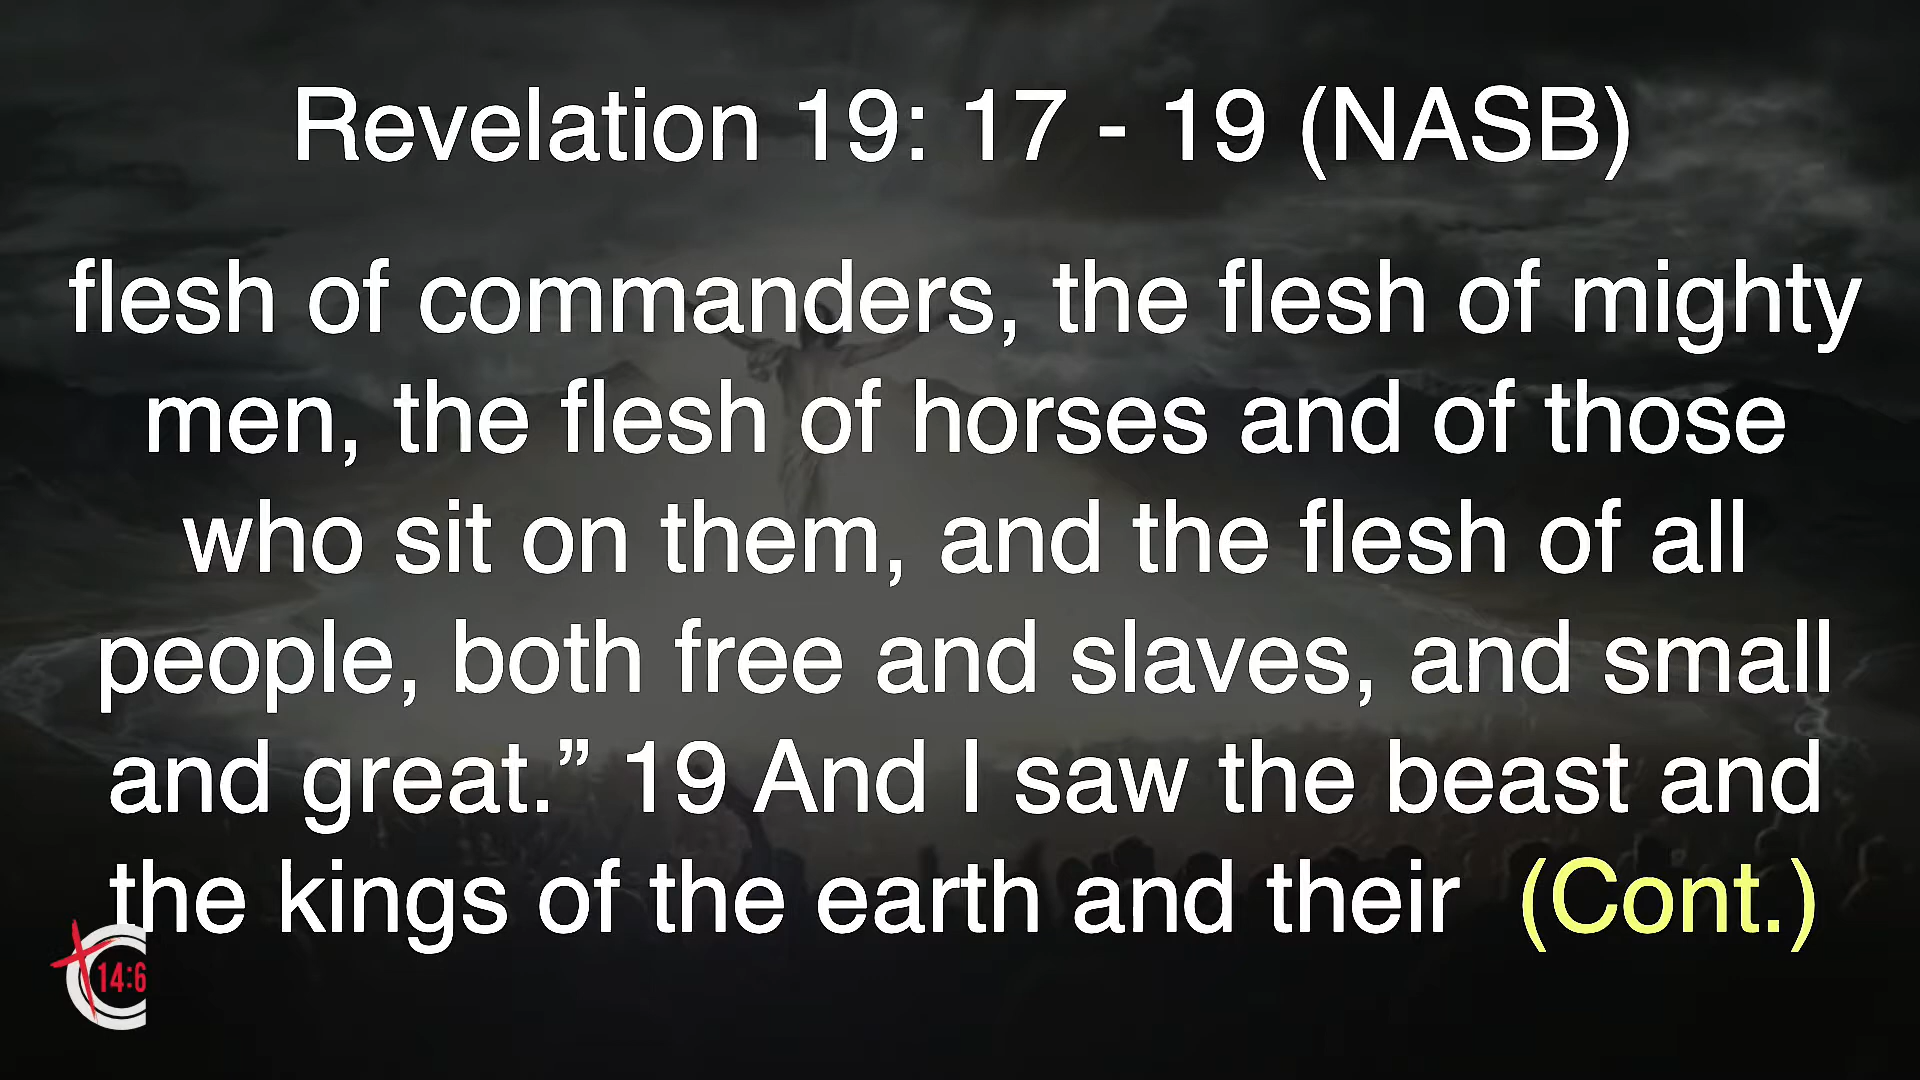 Revelation 19: 17 - 19 (NASB)
flesh of commanders, the flesh of mighty
men, the flesh of horses and of those
who sit on them, and the flesh of all
people, both free and slaves, and small
and great.” 19 And I saw the beast and
the kings of the earth and their (Cont.)
14:6